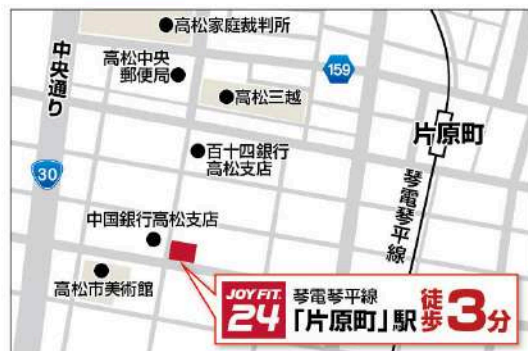 高松家庭裁判所
中央通り
高松中央
郵便局
159
高松三越
片原町
百十四銀行
高松支店
30
琴電琴平線
中国銀行高松支店
高松市美術館
JOYFIT.
24
琴電琴平線
「片原町」駅
徒歩
3分